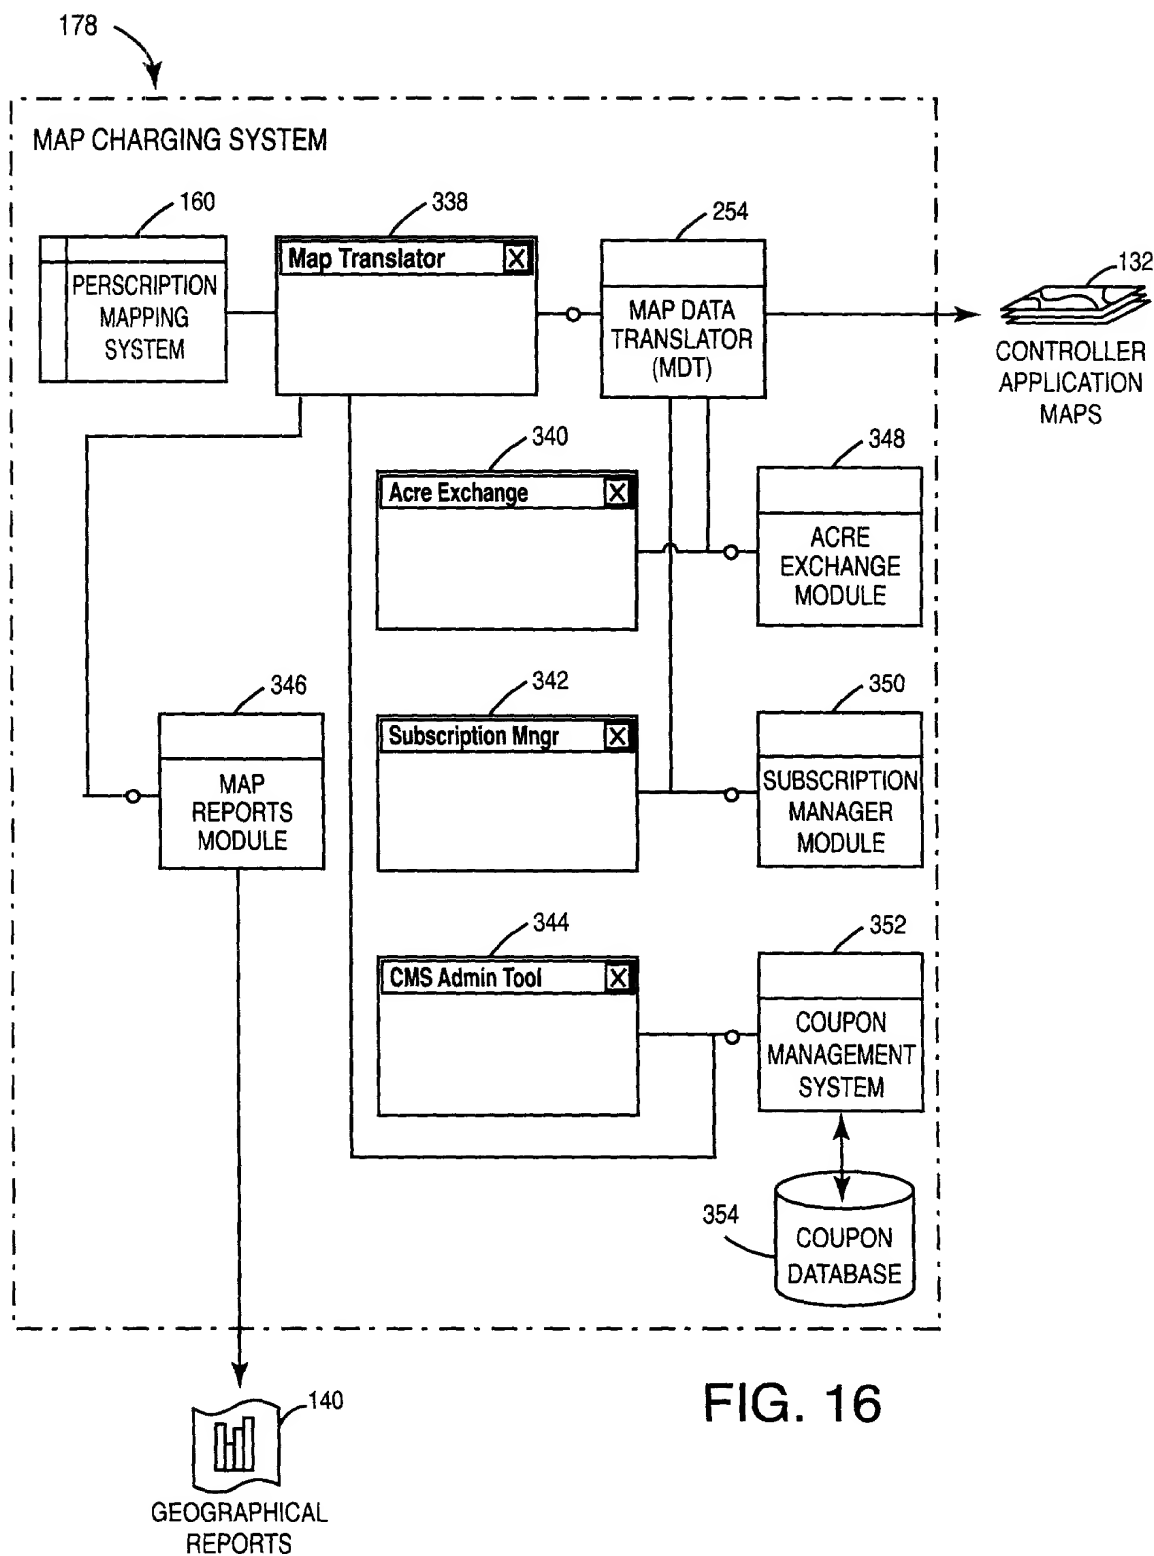 178
MAP CHARGING SYSTEM
160
338
254
132
Map Translator
X
PERSCRIPTION
MAPPING
SYSTEM
MAP DATA
TRANSLATOR
(MDT)
CONTROLLER
APPLICATION
MAPS
340
348
Acre Exchange
X
ACRE
EXCHANGE
MODULE
346
342
350
Subscription Mngr
X
MAP
REPORTS
MODULE
SUBSCRIPTION
MANAGER
MODULE
344
352
CMS Admin Tool
X
COUPON
MANAGEMENT
SYSTEM
354
COUPON
DATABASE
FIG. 16
140
GEOGRAPHICAL
REPORTS